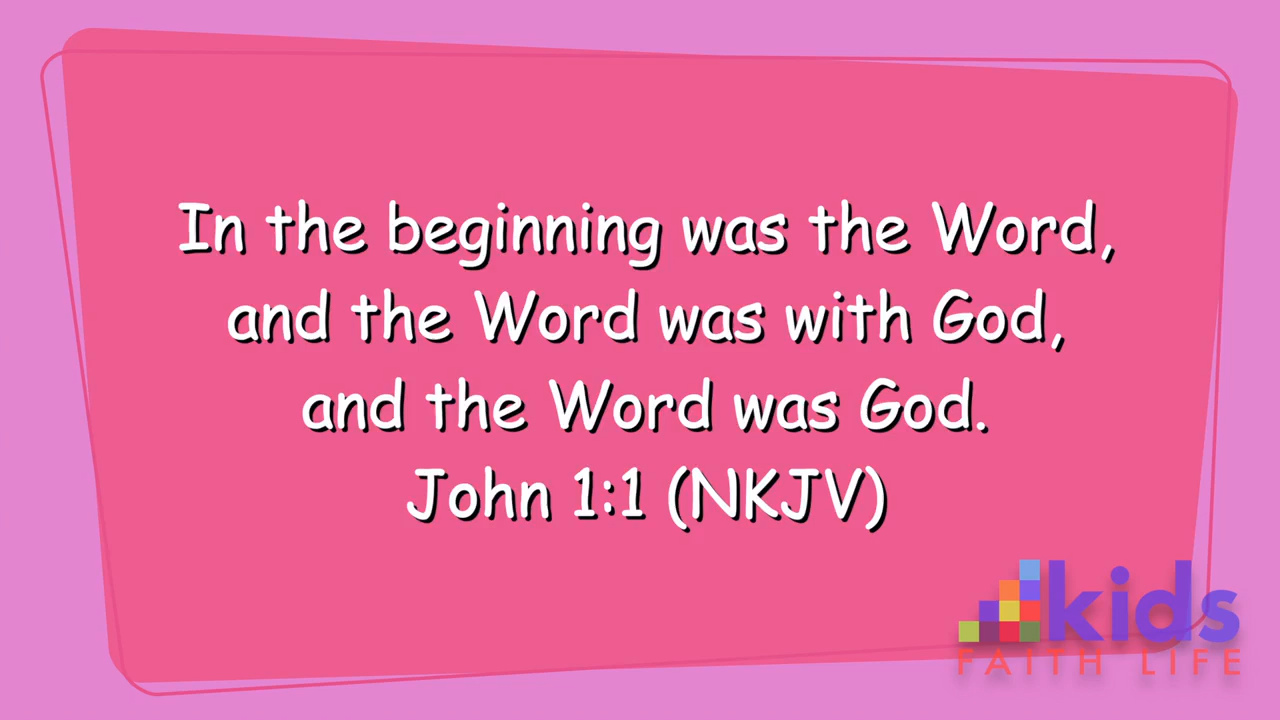 In the beginning was the Word,
and the Word was with God,
and the Word was God.
John 1:1 (NKJV)
kids
FAITH LIFE